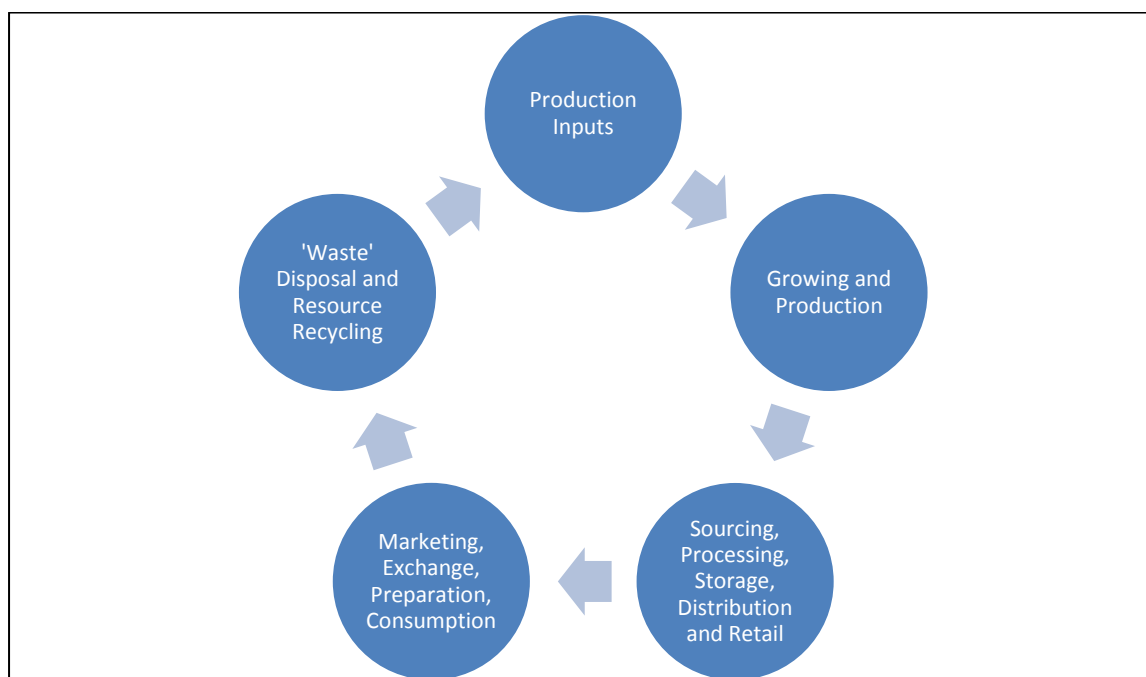 Production
Inputs
Growing and
Production
Sourcing,
Processing,
Storage,
Distribution
and Retail
Marketing,
Exchange,
Preparation,
Consumption
'Waste'
Disposal and
Resource
Recycling